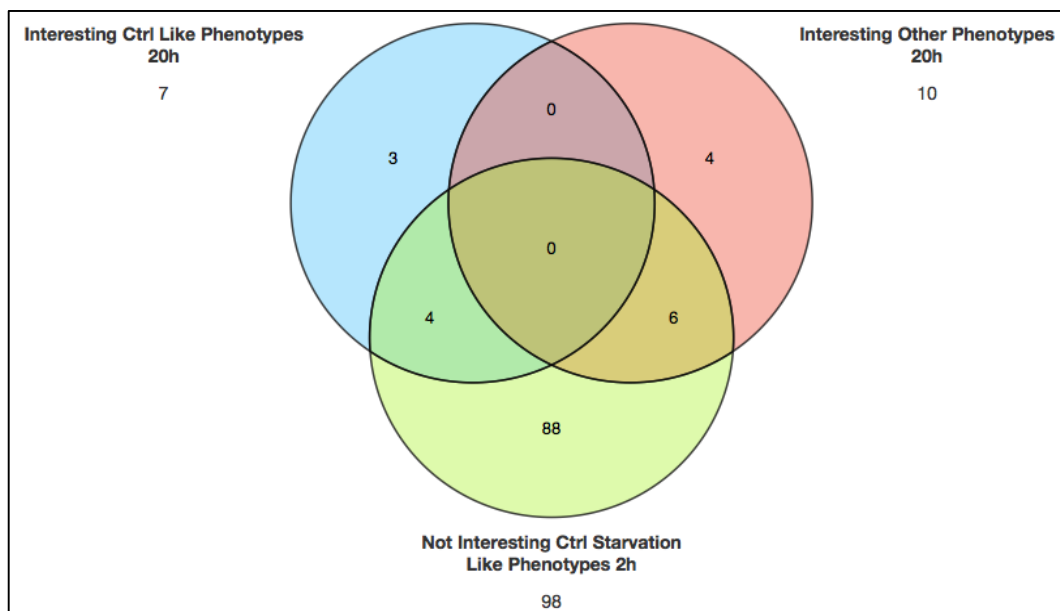 Interesting Ctrl Like Phenotypes
20h
7
Interesting Other Phenotypes
20h
10
0
3
4
0
4
6
88
Not Interesting Ctrl Starvation
Like Phenotypes 2h
98